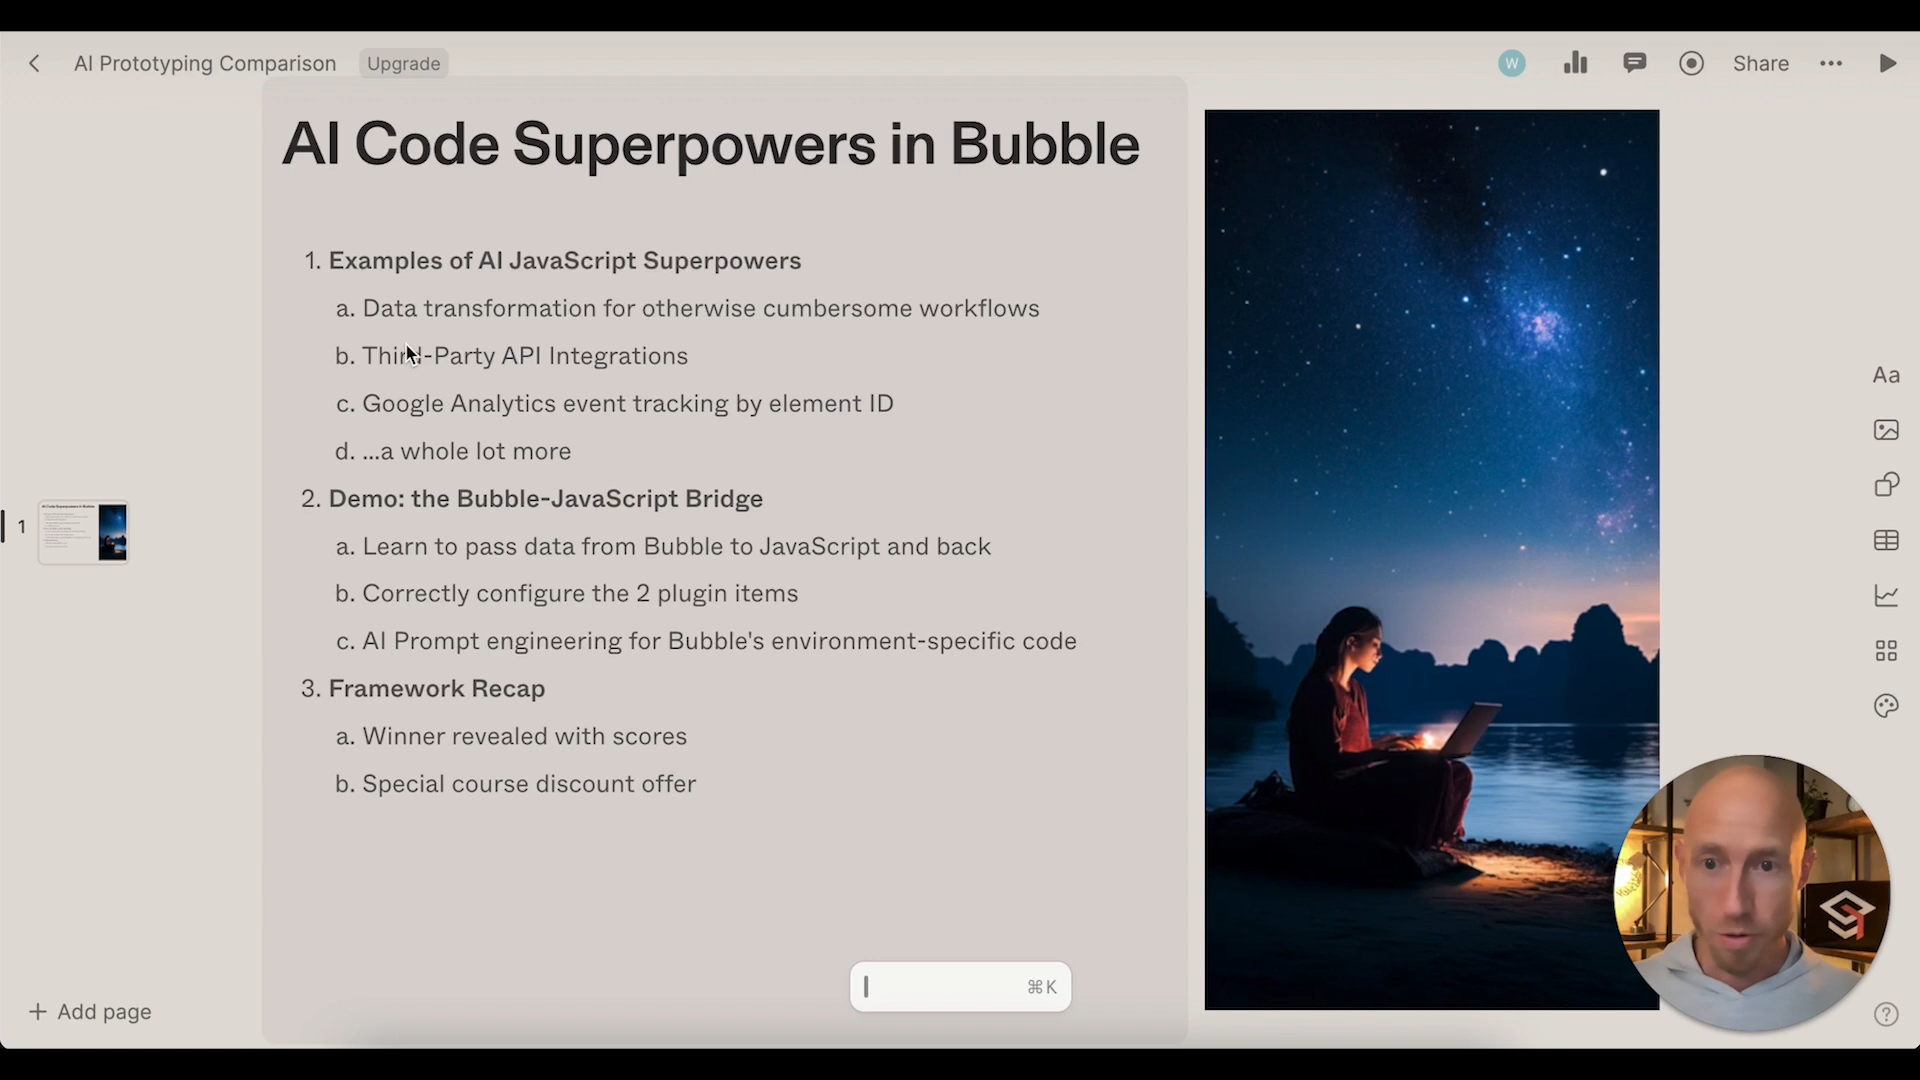 AI Prototyping Comparison
Upgrade
W
Share
AI Code Superpowers in Bubble
1. Examples of AI JavaScript Superpowers
a. Data transformation for otherwise cumbersome workflows
b. Third-Party API Integrations
c. Google Analytics event tracking by element ID
d. ...a whole lot more
2. Demo: the Bubble-JavaScript Bridge
a. Learn to pass data from Bubble to JavaScript and back
b. Correctly configure the 2 plugin items
c. AI Prompt engineering for Bubble's environment-specific code
3. Framework Recap
a. Winner revealed with scores
b. Special course discount offer
1
Aa
⌘K
+ Add page
?